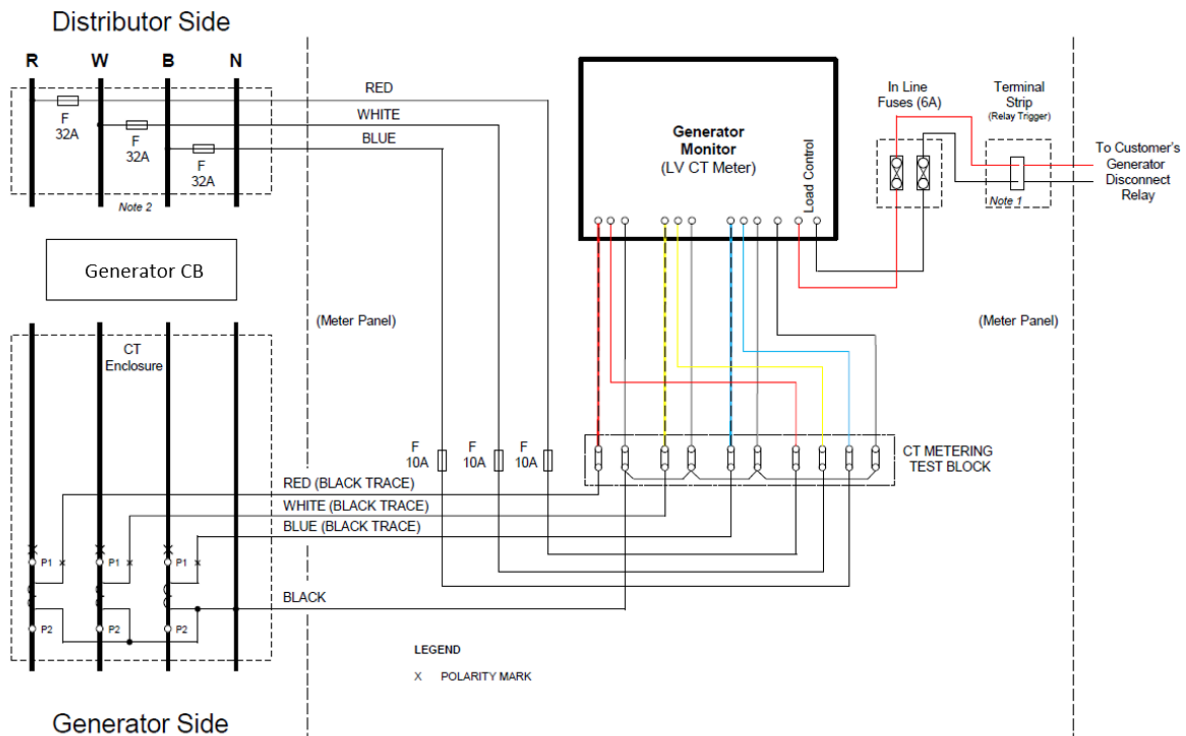 Distributor Side
R W B N
F
32A
F
32A
F
32A
Note 2
RED
WHITE
BLUE
Generator CB
CT
Enclosure
(Meter Panel)
Generator
Monitor
(LV CT Meter)
Load Control
In Line
Fuses (6A)
Terminal
Strip
(Relay Trigger)
Note 1
To Customer's
Generator
Disconnect
Relay
(Meter Panel)
F
10A
F
10A
F
10A
CT METERING
TEST BLOCK
RED (BLACK TRACE)
WHITE (BLACK TRACE)
BLUE (BLACK TRACE)
P1 x
P1 x
P1 x
BLACK
P2
P2
P2
LEGEND
X POLARITY MARK
Generator Side